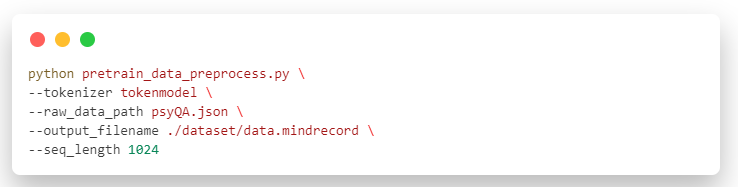 python pretrain_data_preprocess.py \
--tokenizer tokenmodel \
--raw_data_path psyQA.json \
--output_filename ./dataset/data.mindrecord \
--seq_length 1024